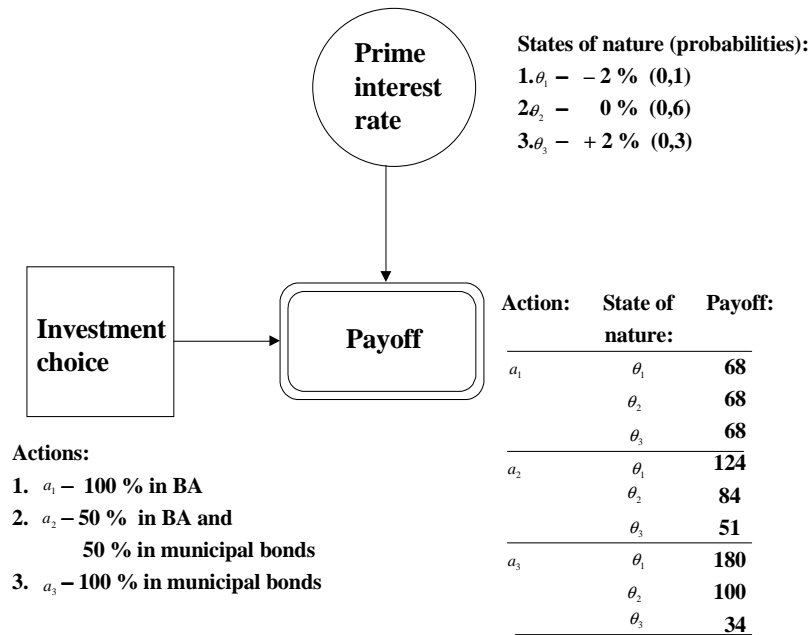 Prime
interest
rate
States of nature (probabilities):
1.θ₁ – – 2 % (0,1)
2.θ₂ – 0 % (0,6)
3.θ₃ – + 2 % (0,3)
Investment
choice
Payoff
Action: State of nature: Payoff:
a₁ θ₁ 68
θ₂ 68
θ₃ 68
a₂ θ₁ 124
θ₂ 84
θ₃ 51
a₃ θ₁ 180
θ₂ 100
θ₃ 34
Actions:
1. a₁ – 100 % in BA
2. a₂ – 50 % in BA and
50 % in municipal bonds
3. a₃ – 100 % in municipal bonds